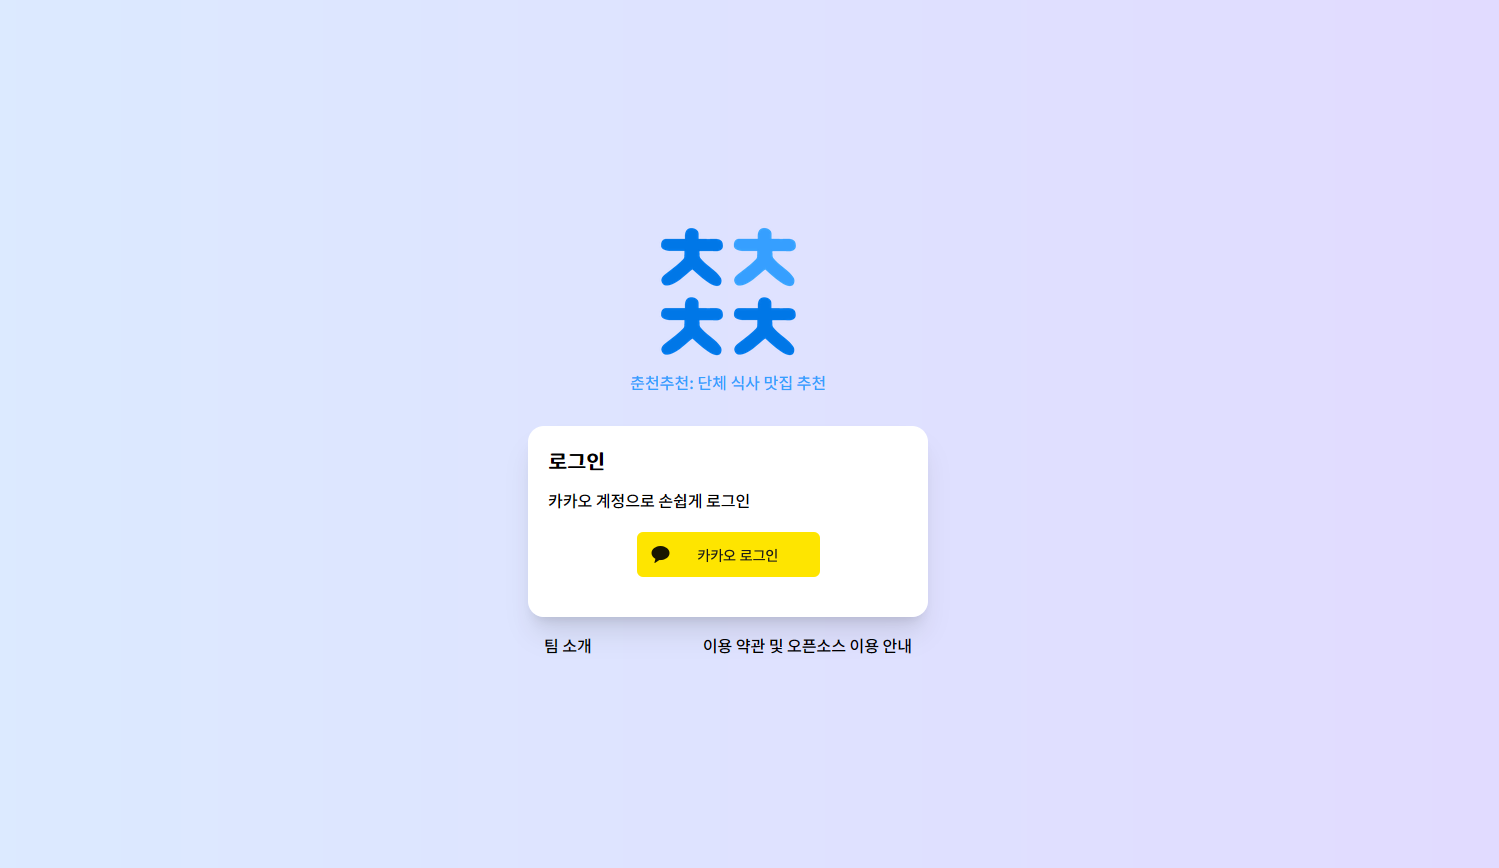 ㅊㅊ
ㅊㅊ
춘천추천: 단체 식사 맛집 추천
로그인
카카오 계정으로 손쉽게 로그인
카카오 로그인
팀 소개 이용 약관 및 오픈소스 이용 안내